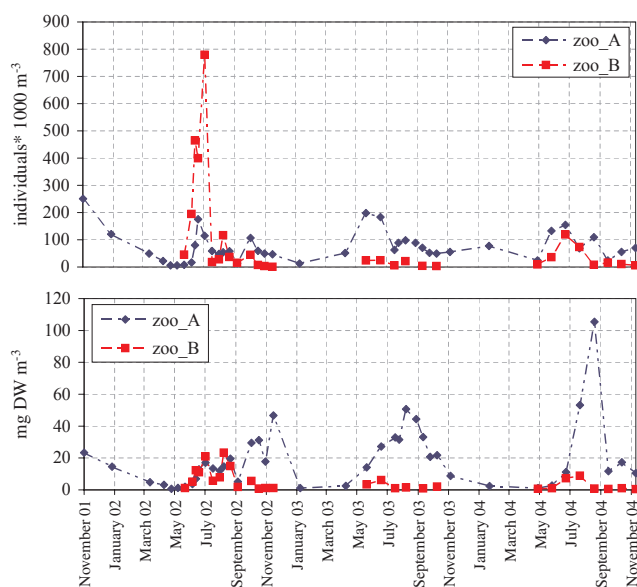 900
800
700
600
500
400
300
200
100
0
individuals* 1000 m-3
zoo_A
zoo_B
120
100
80
60
40
20
0
mg DW m-3
zoo_A
zoo_B
November 01
January 02
March 02
May 02
July 02
September 02
November 02
January 03
March 03
May 03
July 03
September 03
November 03
January 04
March 04
May 04
July 04
September 04
November 04